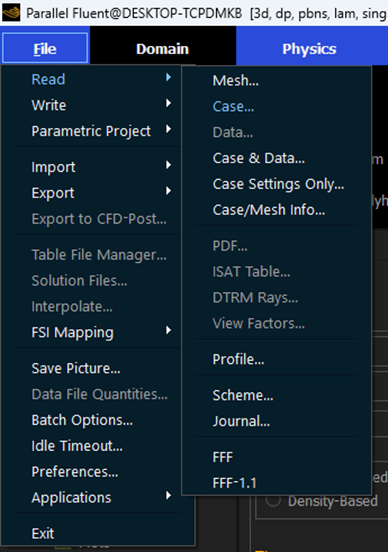 Parallel Fluent@DESKTOP-TCPDMKB [3d, dp, pbns, lam, sing
File Domain Physics
Read
Write
Parametric Project
Import
Export
Export to CFD-Post...
Table File Manager...
Solution Files...
Interpolate...
FSI Mapping
Save Picture...
Data File Quantities...
Batch Options...
Idle Timeout...
Preferences...
Applications
Exit
Mesh...
Case...
Data...
Case & Data...
Case Settings Only...
Case/Mesh Info...
PDF...
ISAT Table...
DTRM Rays...
View Factors...
Profile...
Scheme...
Journal...
FFF
FFF-1.1
Density-Based